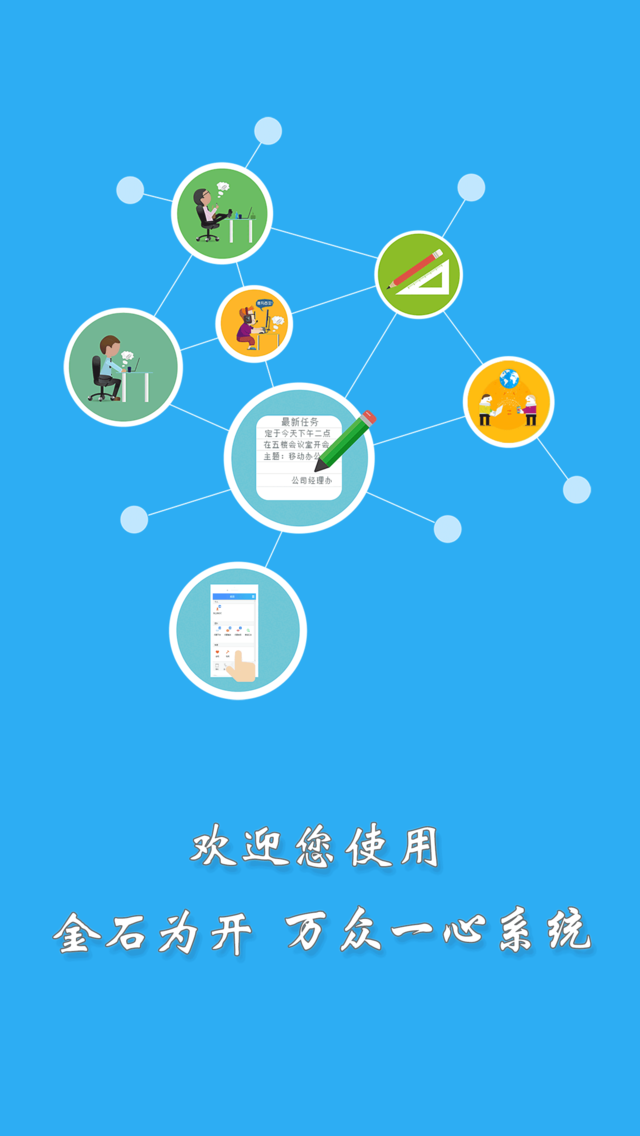 最新任务
定于今天下午二点
在五楼会议室开会
主题：移动办公
公司经理办
欢迎您使用
金石为开 万众一心系统